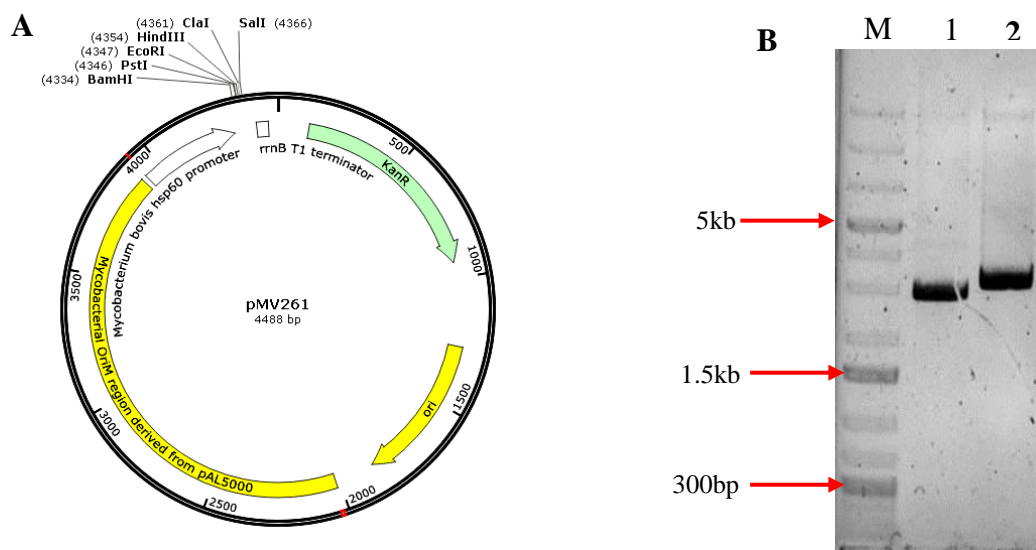 A
(4361) ClaI SalI (4366)
(4354) HindIII
(4347) EcoRI
(4346) PstI
(4334) BamHI
rrnB T1 terminator
KanR
500
1000
ori
1500
2000
2500
3000
3500
4000
Mycobacterial OriM region derived from pAL5000
Mycobacterium bovis hsp60 promoter
pMV261
4488 bp
B
M 1 2
5kb
1.5kb
300bp